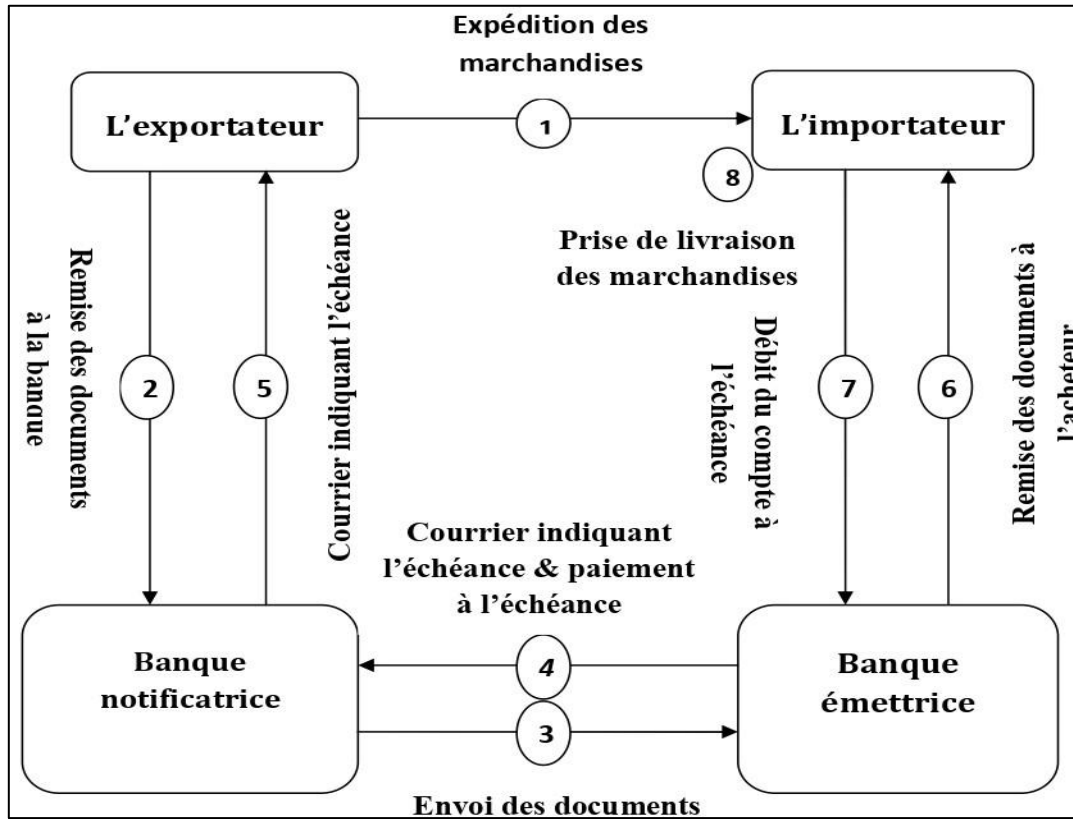 Expédition des
marchandises
L'exportateur
1
L'importateur
8
Prise de livraison
des marchandises
Remise des documents
à la banque
2
5
Courrier indiquant l'échéance
Débit du compte à
l'échéance
7
6
Remise des documents à
l'acheteur
Courrier indiquant
l'échéance & paiement
à l'échéance
Banque
notificatrice
4
3
Banque
émettrice
Envoi des documents